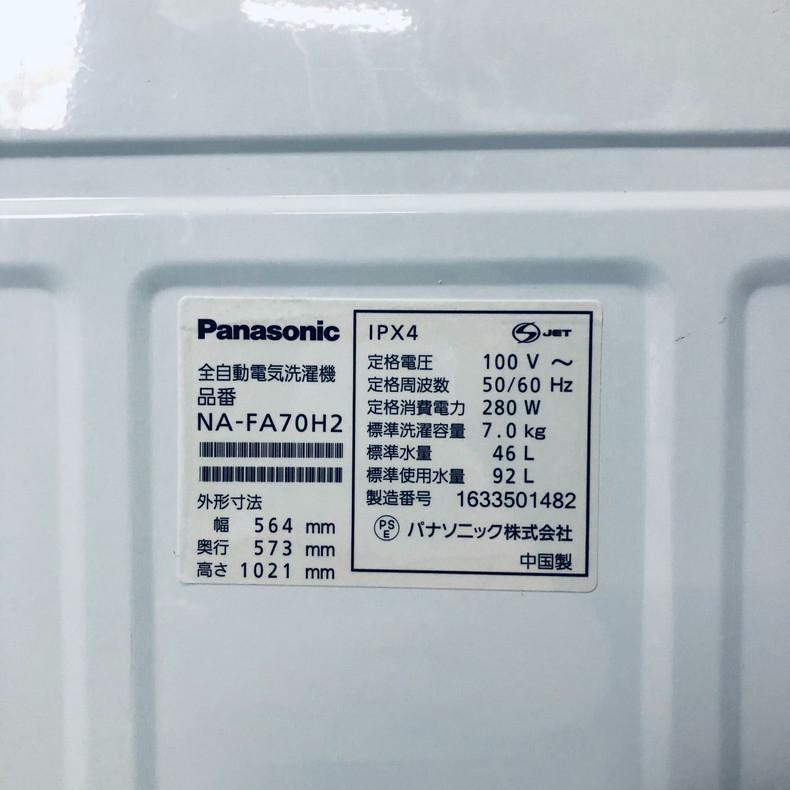 Panasonic
全自動電気洗濯機
品番
NA-FA70H2
外形寸法
幅 564 mm
奥行 573 mm
高さ 1021 mm
IPX4
S JET
定格電圧 100 V ～
定格周波数 50/60 Hz
定格消費電力 280 W
標準洗濯容量 7.0 kg
標準水量 46 L
標準使用水量 92 L
製造番号 1633501482
PS E パナソニック株式会社
中国製